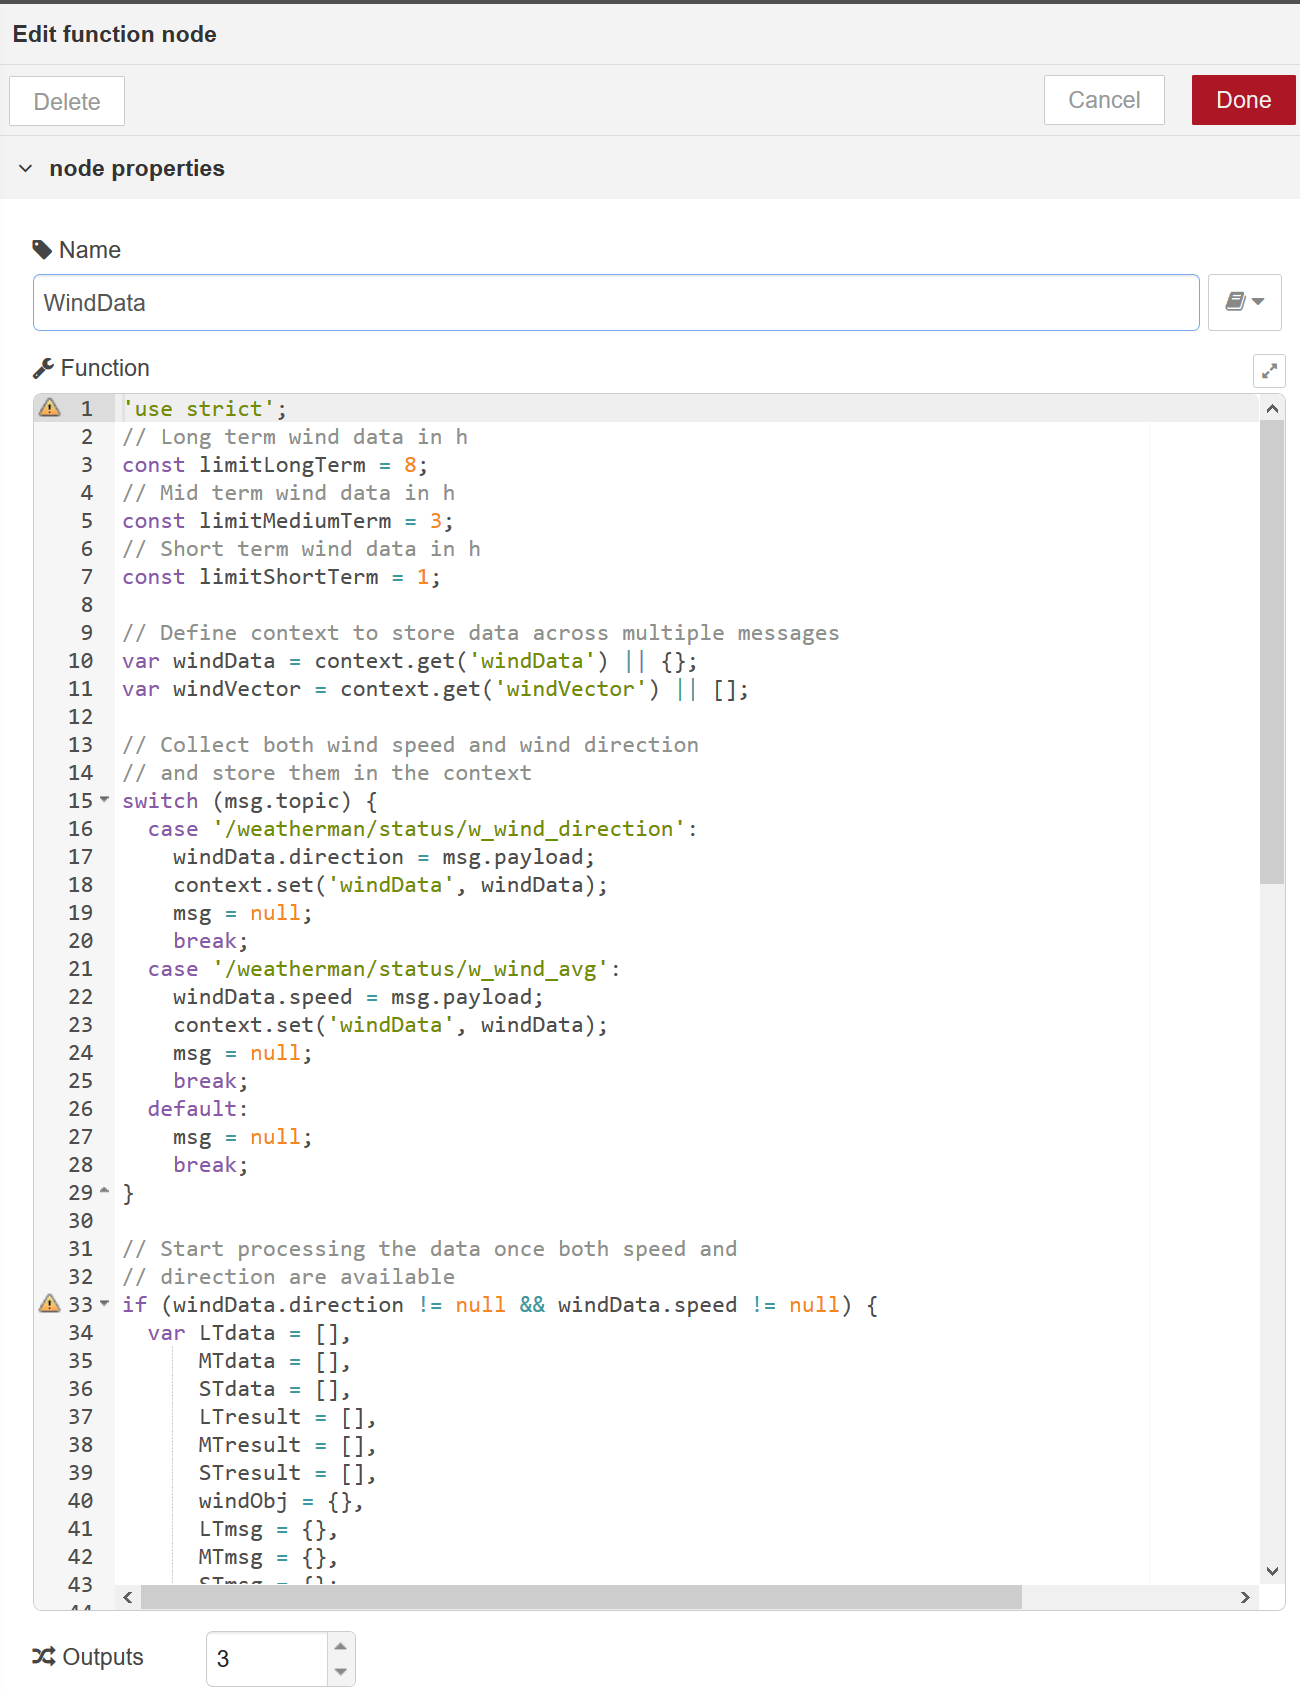 Edit function node
Delete
Cancel
Done
node properties
Name
WindData
Function
1 'use strict';
2 // Long term wind data in h
3 const limitLongTerm = 8;
4 // Mid term wind data in h
5 const limitMediumTerm = 3;
6 // Short term wind data in h
7 const limitShortTerm = 1;
8
9 // Define context to store data across multiple messages
10 var windData = context.get('windData') || {};
11 var windVector = context.get('windVector') || [];
12
13 // Collect both wind speed and wind direction
14 // and store them in the context
15 switch (msg.topic) {
16   case '/weatherman/status/w_wind_direction':
17     windData.direction = msg.payload;
18     context.set('windData', windData);
19     msg = null;
20     break;
21   case '/weatherman/status/w_wind_avg':
22     windData.speed = msg.payload;
23     context.set('windData', windData);
24     msg = null;
25     break;
26   default:
27     msg = null;
28     break;
29 }
30
31 // Start processing the data once both speed and
32 // direction are available
33 if (windData.direction != null && windData.speed != null) {
34   var LTdata = [],
35       MTdata = [],
36       STdata = [],
37       LTresult = [],
38       MTresult = [],
39       STresult = [],
40       windObj = {},
41       LTmsg = {},
42       MTmsg = {},
43       STmsg = {};
44
Outputs
3